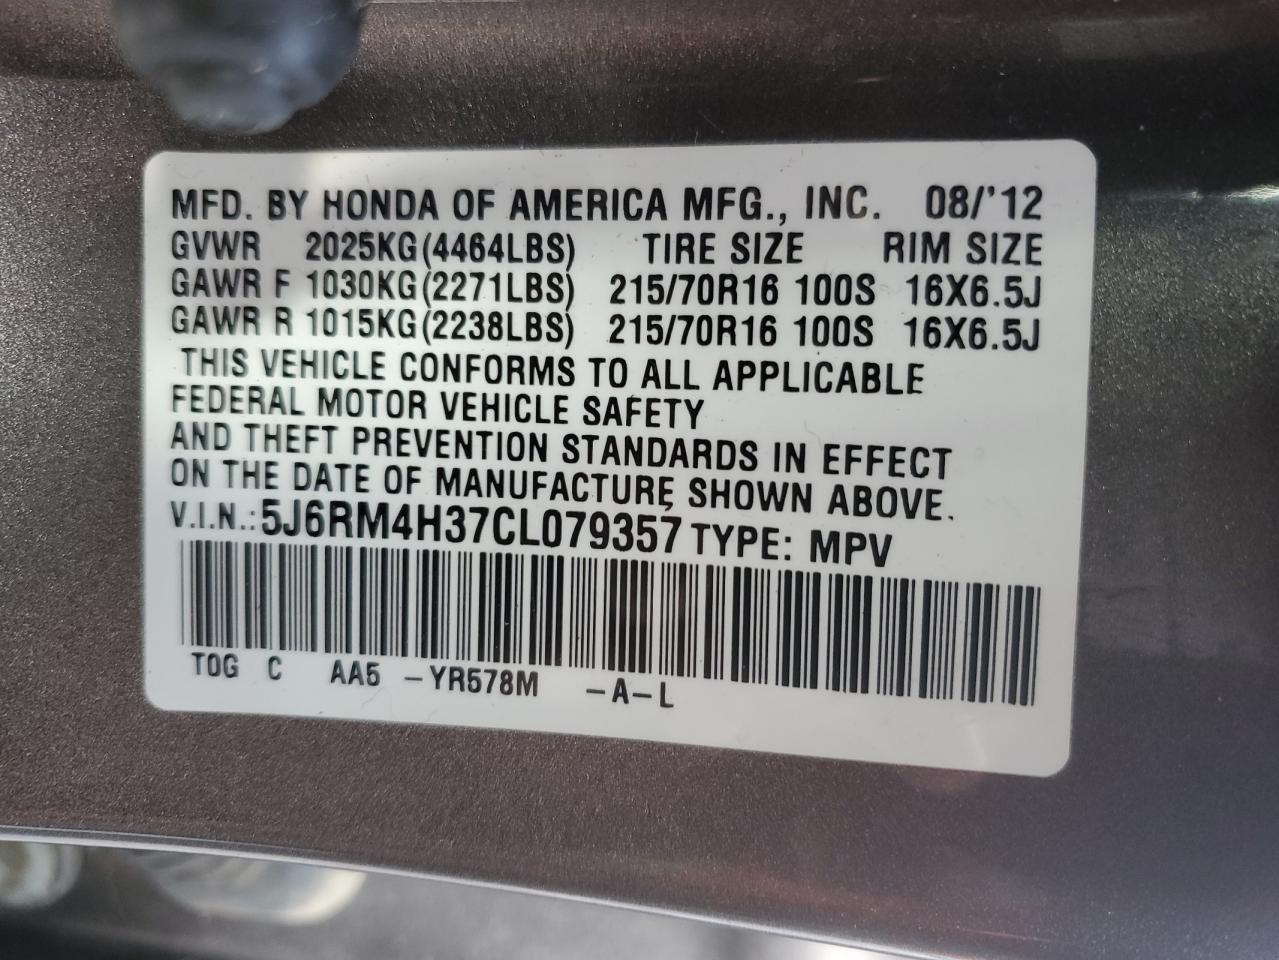 MFD. BY HONDA OF AMERICA MFG., INC. 08/'12
GVWR 2025KG(4464LBS) TIRE SIZE RIM SIZE
GAWR F 1030KG(2271LBS) 215/70R16 100S 16X6.5J
GAWR R 1015KG(2238LBS) 215/70R16 100S 16X6.5J
THIS VEHICLE CONFORMS TO ALL APPLICABLE
FEDERAL MOTOR VEHICLE SAFETY
AND THEFT PREVENTION STANDARDS IN EFFECT
ON THE DATE OF MANUFACTURE SHOWN ABOVE.
V.I.N.: 5J6RM4H37CL079357 TYPE: MPV
TOG C AA5 -YR578M -A-L